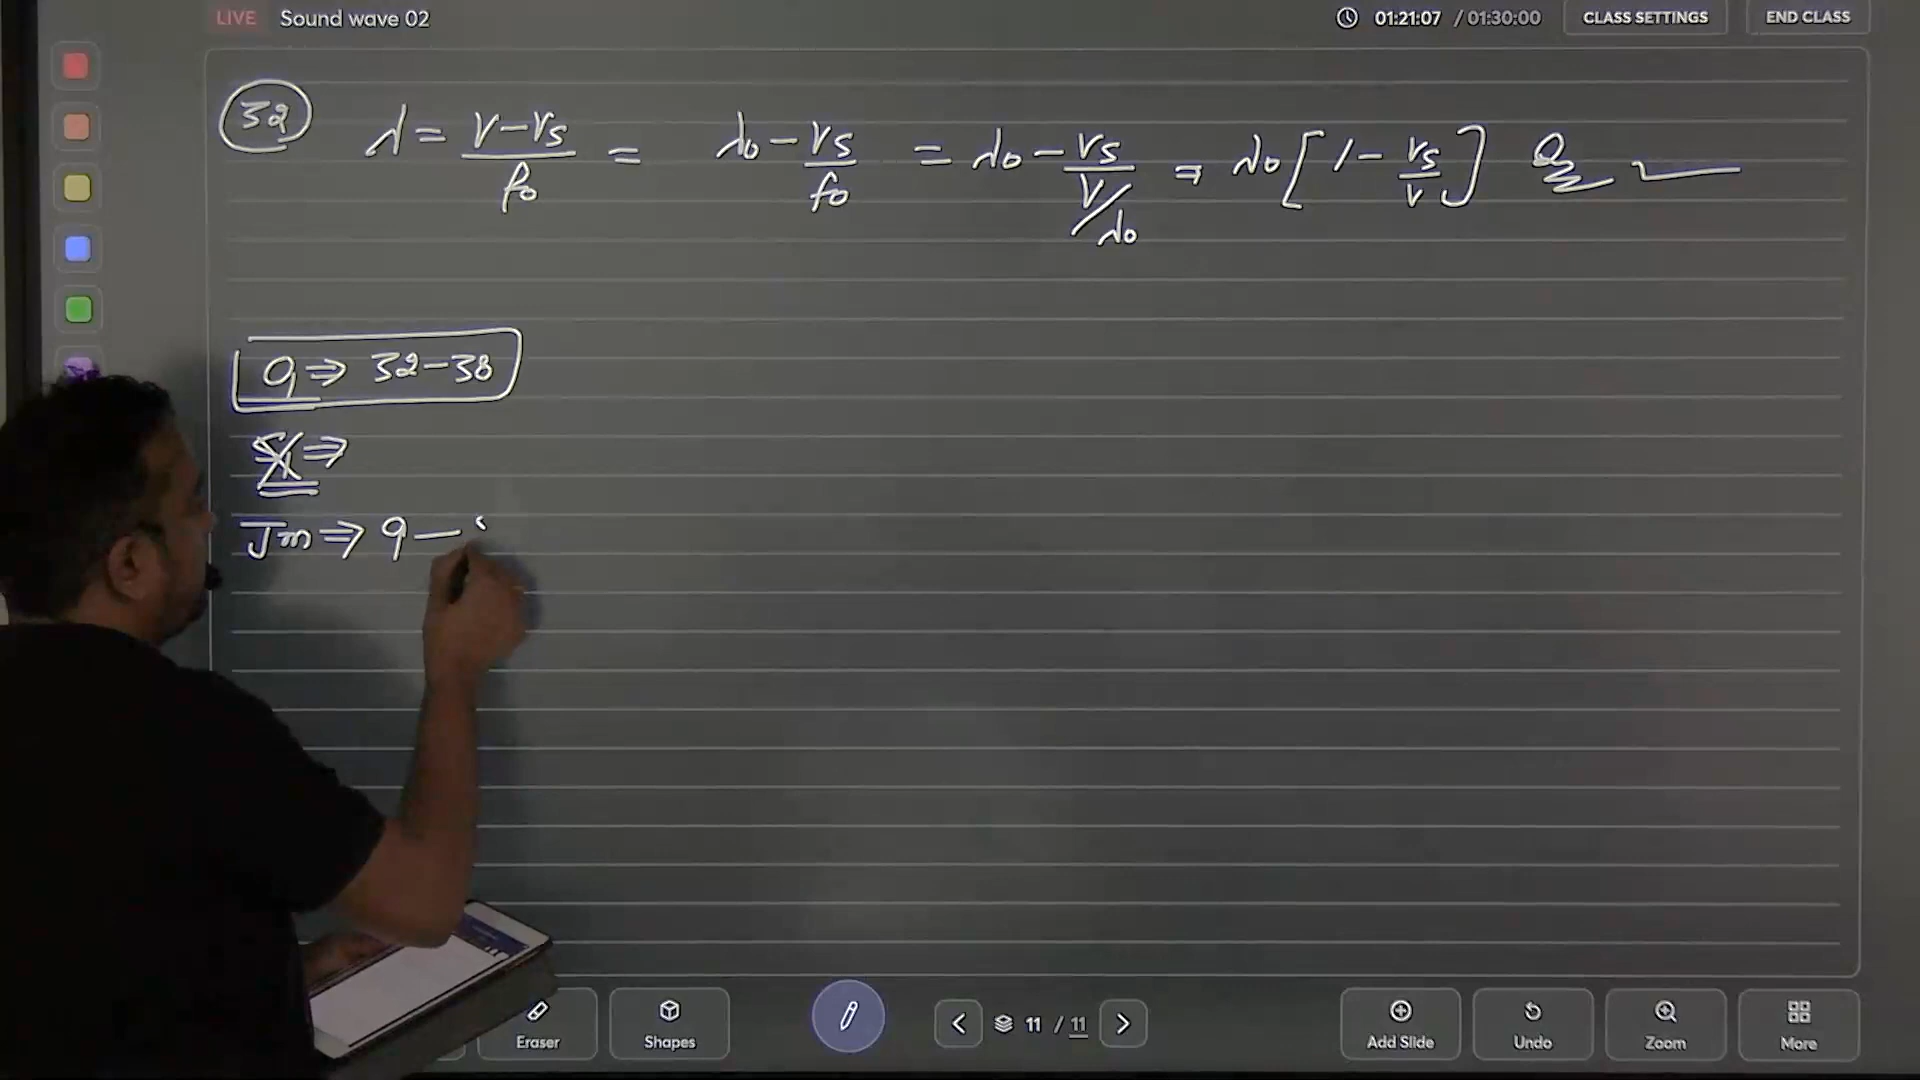 LIVE Sound wave 02 01:21:07 / 01:30:00 CLASS SETTINGS END CLASS
32 λ = V - Vs / f0 = λ0 - Vs / f0 = λ0 - Vs / V/λ0 = λ0 [ 1 - Vs / V ]
Q ⇒ 32-38
⇒
Jm ⇒ 9 -
Eraser Shapes 11 / 11 Add Slide Undo Zoom More